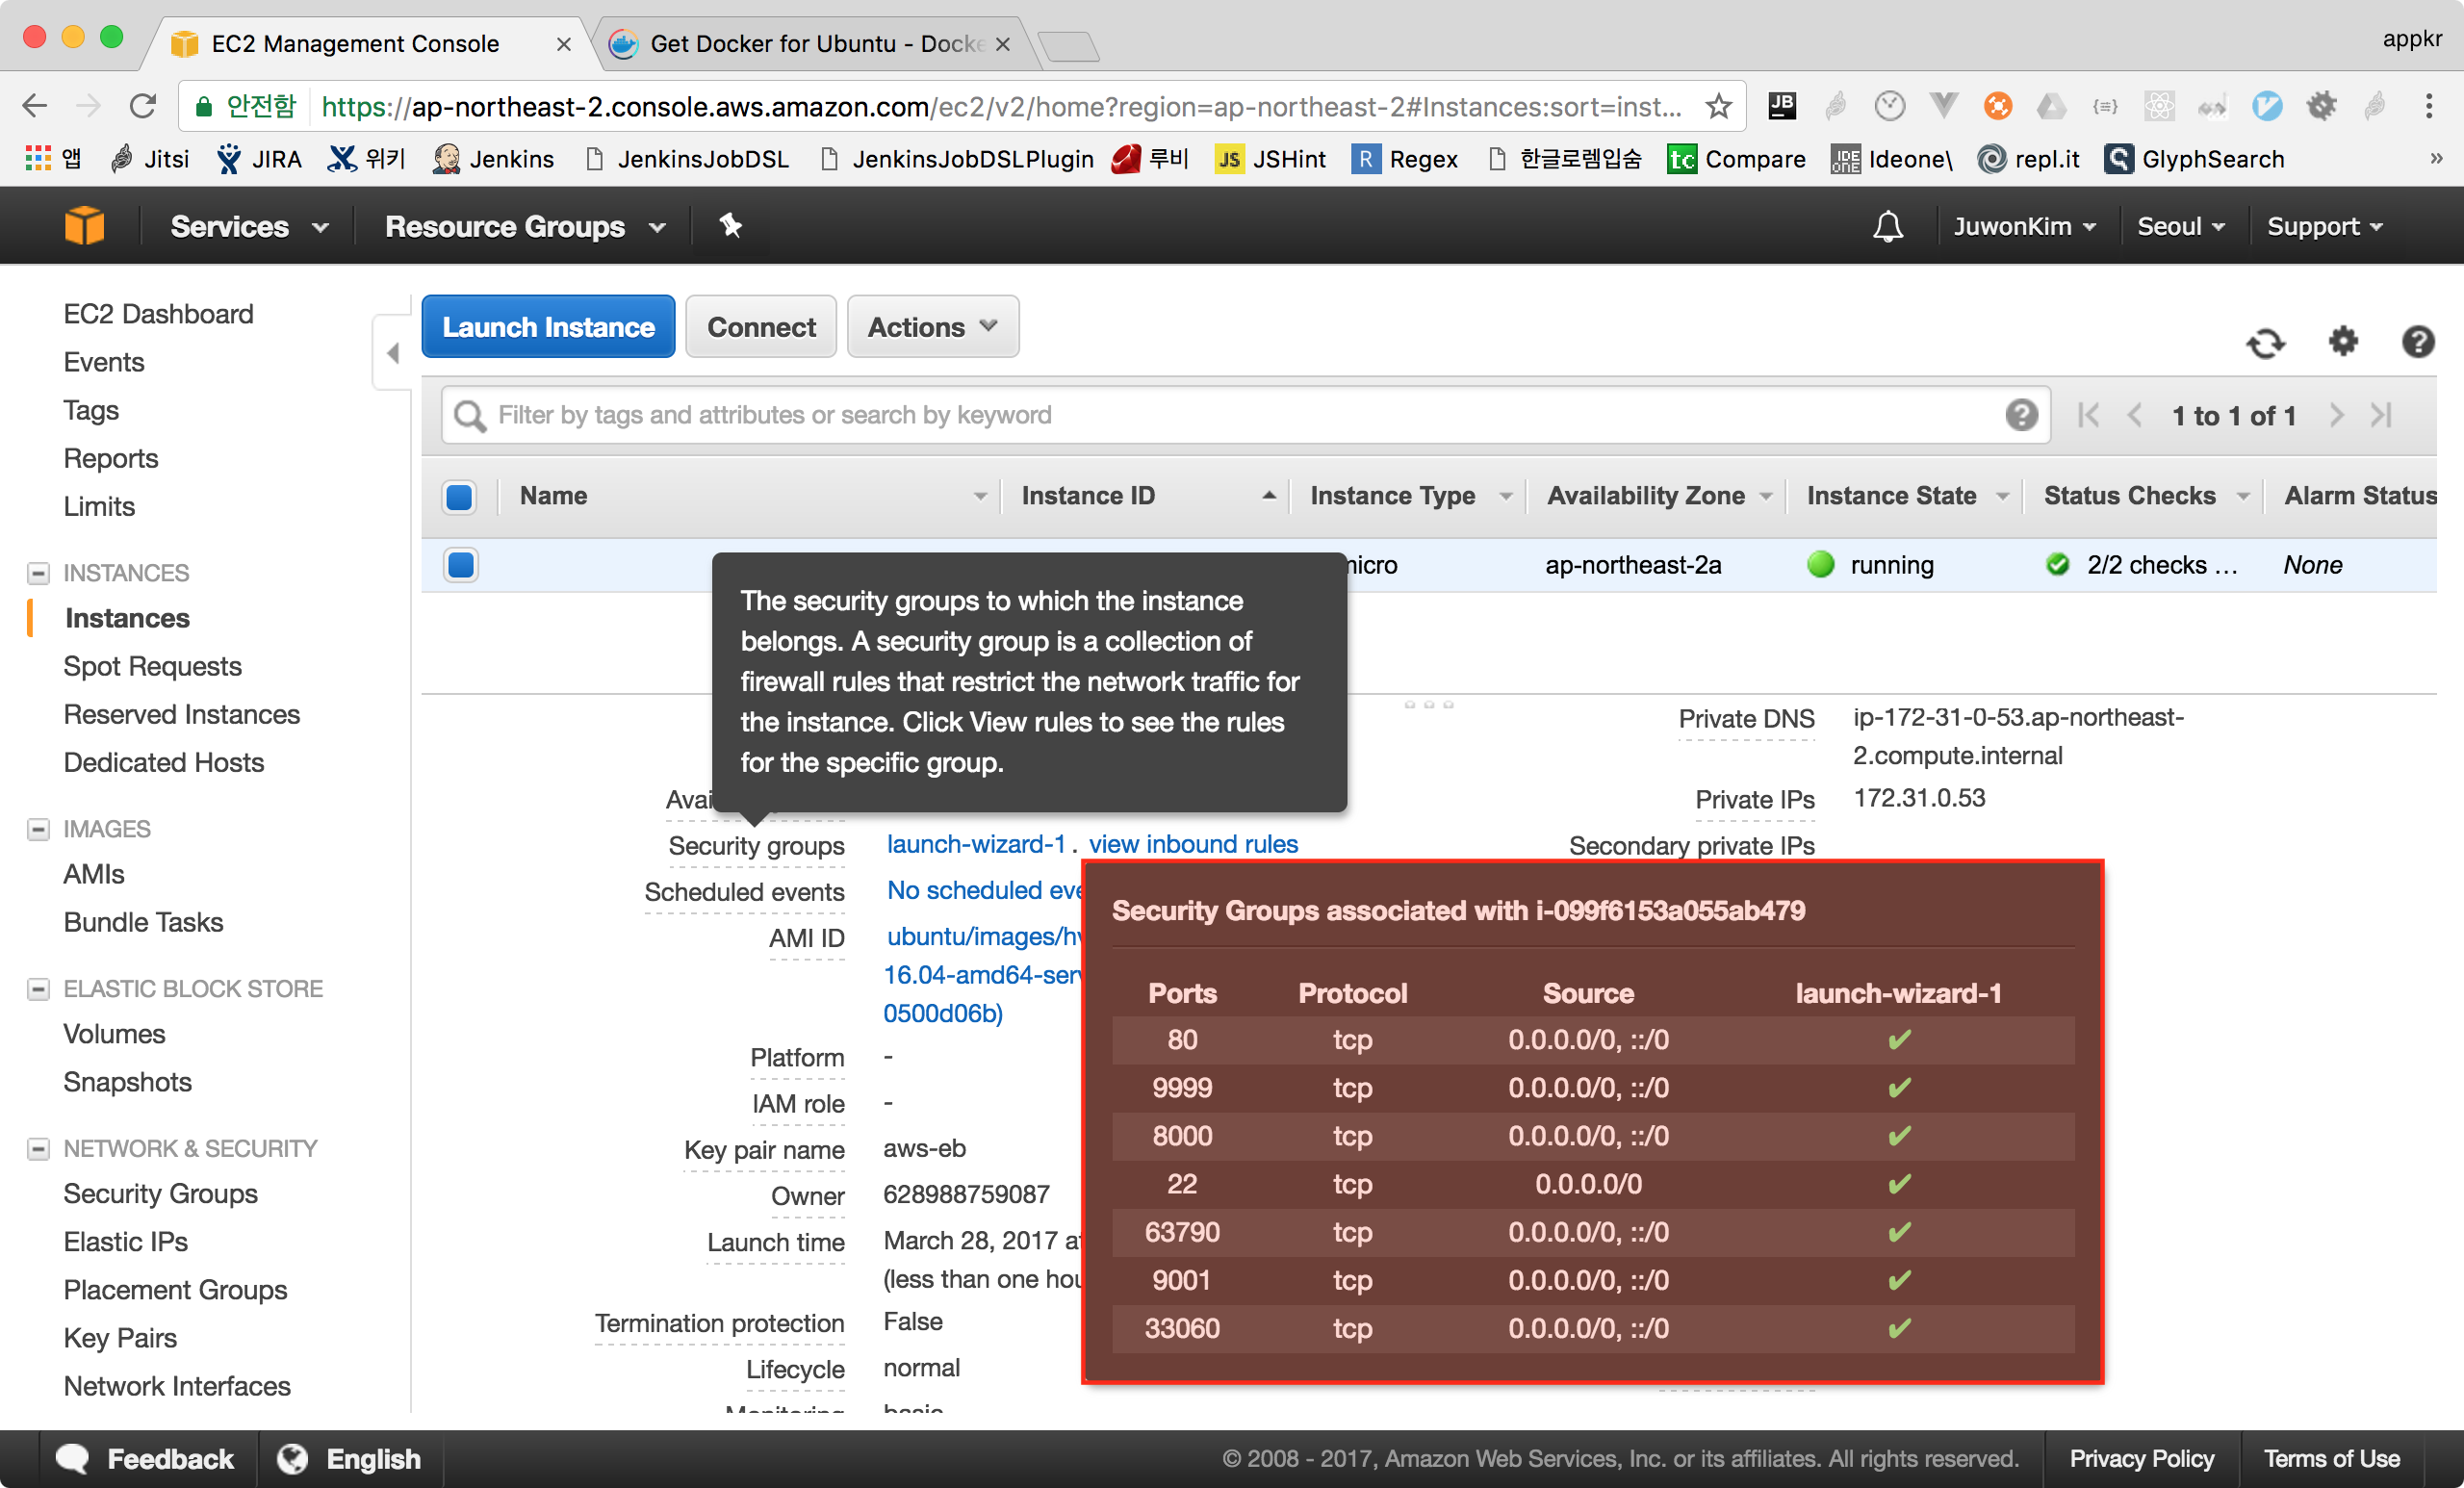 EC2 Management Console
Get Docker for Ubuntu - Docke
appkr
안전함
https://ap-northeast-2.console.aws.amazon.com/ec2/v2/home?region=ap-northeast-2#Instances:sort=inst...
JB
앱 Jitsi JIRA 위키 Jenkins JenkinsJobDSL JenkinsJobDSLPlugin 루비 JS JSHint R Regex 한글로렘입숨 tc Compare IDE ONE Ideone\ repl.it GlyphSearch »
Services Resource Groups JuwonKim Seoul Support
EC2 Dashboard
Events
Tags
Reports
Limits
INSTANCES
Instances
Spot Requests
Reserved Instances
Dedicated Hosts
IMAGES
AMIs
Bundle Tasks
ELASTIC BLOCK STORE
Volumes
Snapshots
NETWORK & SECURITY
Security Groups
Elastic IPs
Placement Groups
Key Pairs
Network Interfaces
Launch Instance Connect Actions
Filter by tags and attributes or search by keyword
1 to 1 of 1
Name Instance ID Instance Type Availability Zone Instance State Status Checks Alarm Status
micro ap-northeast-2a running 2/2 checks ... None
The security groups to which the instance
belongs. A security group is a collection of
firewall rules that restrict the network traffic for
the instance. Click View rules to see the rules
for the specific group.
Avai
Security groups launch-wizard-1 . view inbound rules
Scheduled events No scheduled eve
AMI ID ubuntu/images/hv
16.04-amd64-serv
0500d06b)
Platform -
IAM role -
Key pair name aws-eb
Owner 628988759087
Launch time March 28, 2017 at
(less than one hou
Termination protection False
Lifecycle normal
Monitoring basic
Private DNS ip-172-31-0-53.ap-northeast-
2.compute.internal
Private IPs 172.31.0.53
Secondary private IPs
Security Groups associated with i-099f6153a055ab479
Ports Protocol Source launch-wizard-1
80 tcp 0.0.0.0/0, ::/0 ✔
9999 tcp 0.0.0.0/0, ::/0 ✔
8000 tcp 0.0.0.0/0, ::/0 ✔
22 tcp 0.0.0.0/0 ✔
63790 tcp 0.0.0.0/0, ::/0 ✔
9001 tcp 0.0.0.0/0, ::/0 ✔
33060 tcp 0.0.0.0/0, ::/0 ✔
Feedback English
© 2008 - 2017, Amazon Web Services, Inc. or its affiliates. All rights reserved. Privacy Policy Terms of Use